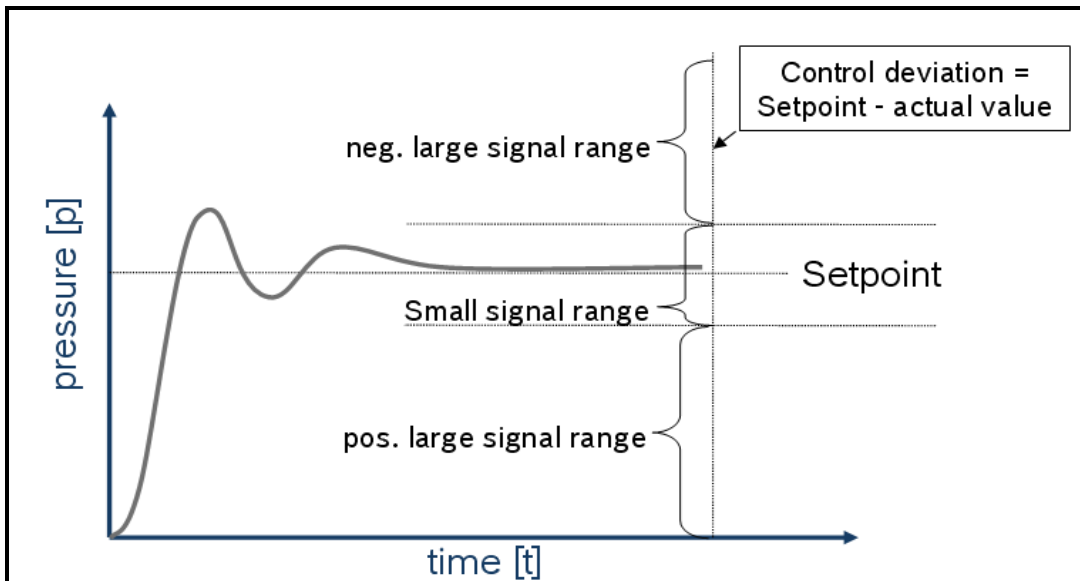 Control deviation =
Setpoint - actual value
neg. large signal range
pressure [p]
Setpoint
Small signal range
pos. large signal range
time [t]